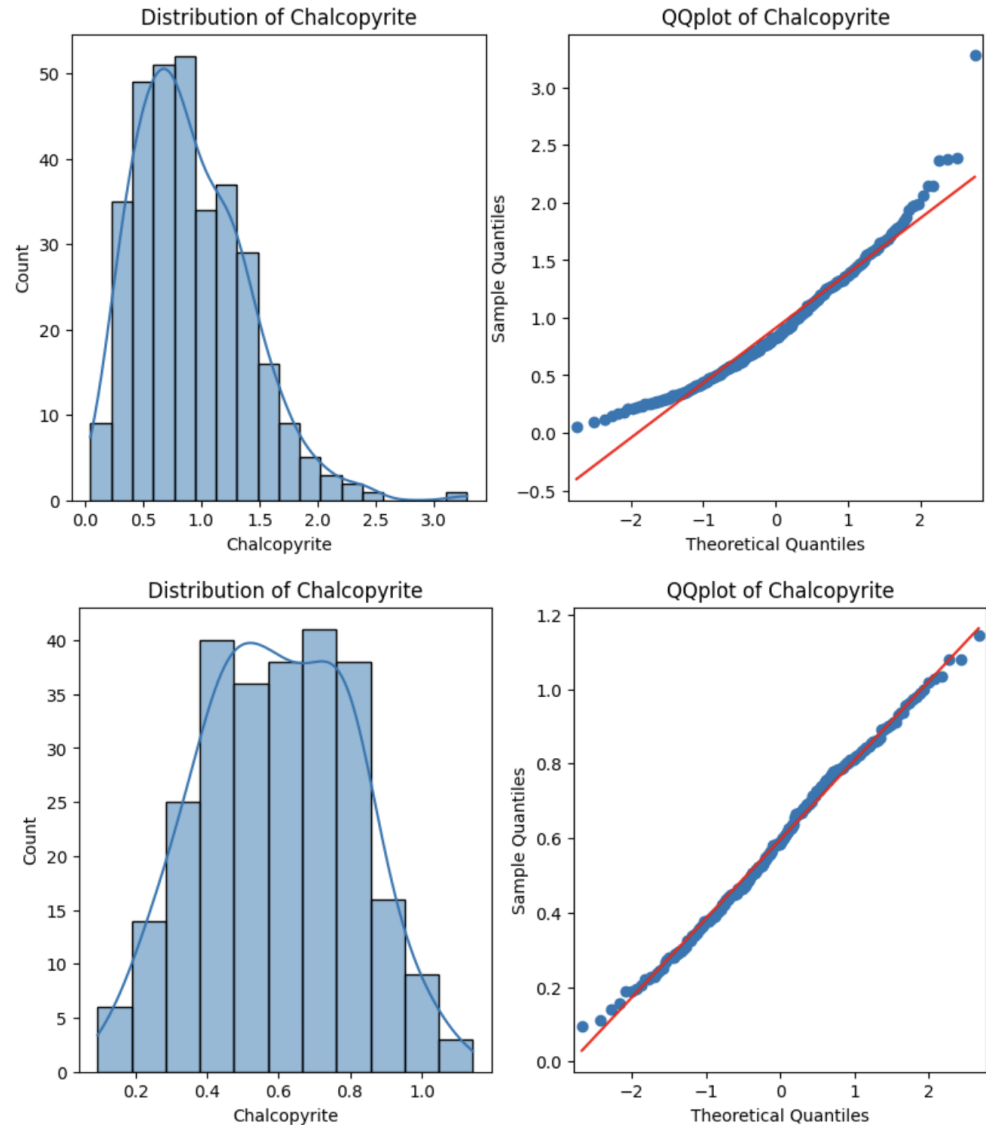 Distribution of Chalcopyrite
50
40
30
20
10
0
Count
0.0 0.5 1.0 1.5 2.0 2.5 3.0
Chalcopyrite
QQplot of Chalcopyrite
3.0
2.5
2.0
1.5
1.0
0.5
0.0
−0.5
Sample Quantiles
−2 −1 0 1 2
Theoretical Quantiles
Distribution of Chalcopyrite
40
35
30
25
20
15
10
5
0
Count
0.2 0.4 0.6 0.8 1.0
Chalcopyrite
QQplot of Chalcopyrite
1.2
1.0
0.8
0.6
0.4
0.2
0.0
Sample Quantiles
−2 −1 0 1 2
Theoretical Quantiles